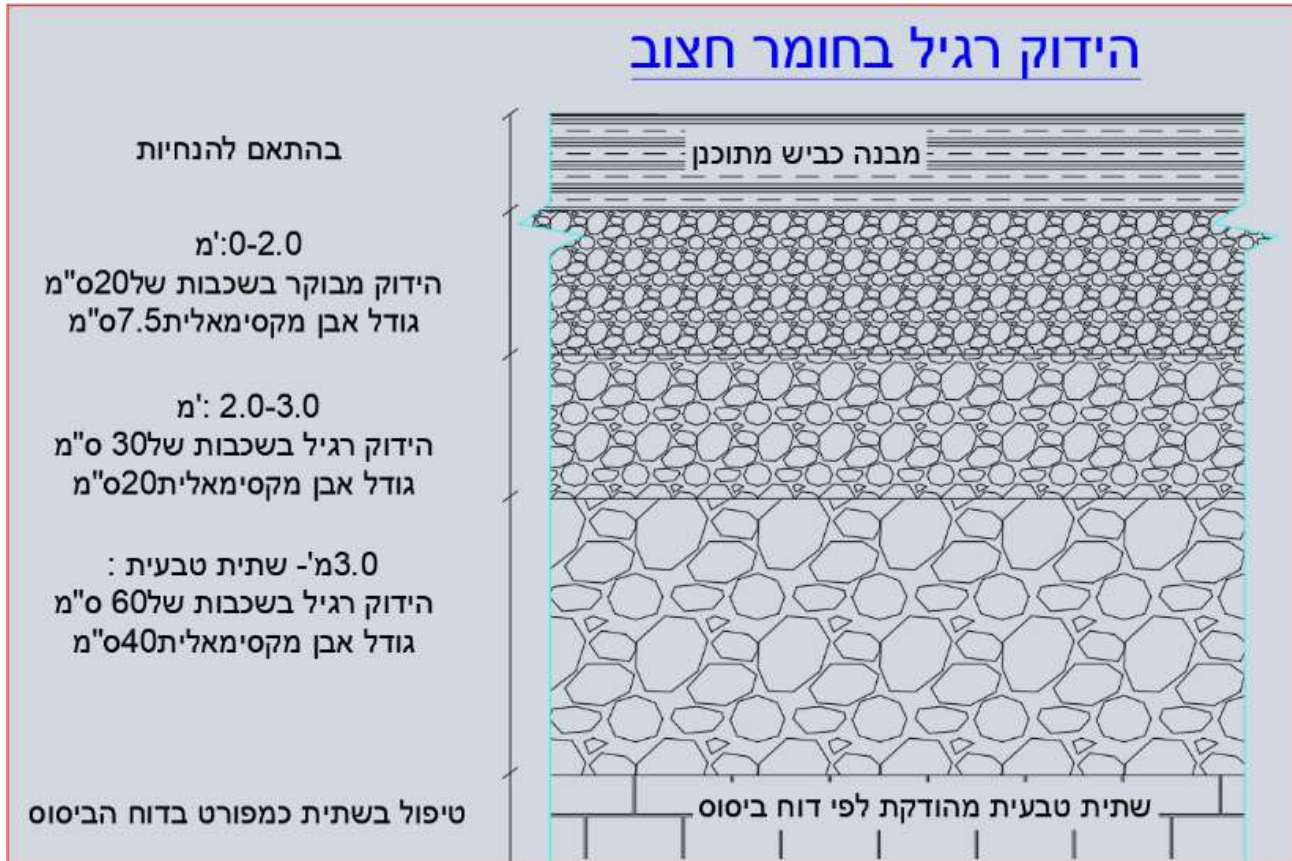 הידוק רגיל בחומר חצוב
בהתאם להנחיות
מבנה כביש מתוכנן
0-2.0:'מ
הידוק מבוקר בשכבות של20ס"מ
גודל אבן מקסימאלית7.5ס"מ
2.0-3.0 :'מ
הידוק רגיל בשכבות של30 ס"מ
גודל אבן מקסימאלית20ס"מ
3.0מ'- שתית טבעית :
הידוק רגיל בשכבות של60 ס"מ
גודל אבן מקסימאלית40ס"מ
שתית טבעית מהודקת לפי דוח ביסוס
טיפול בשתית כמפורט בדוח הביסוס